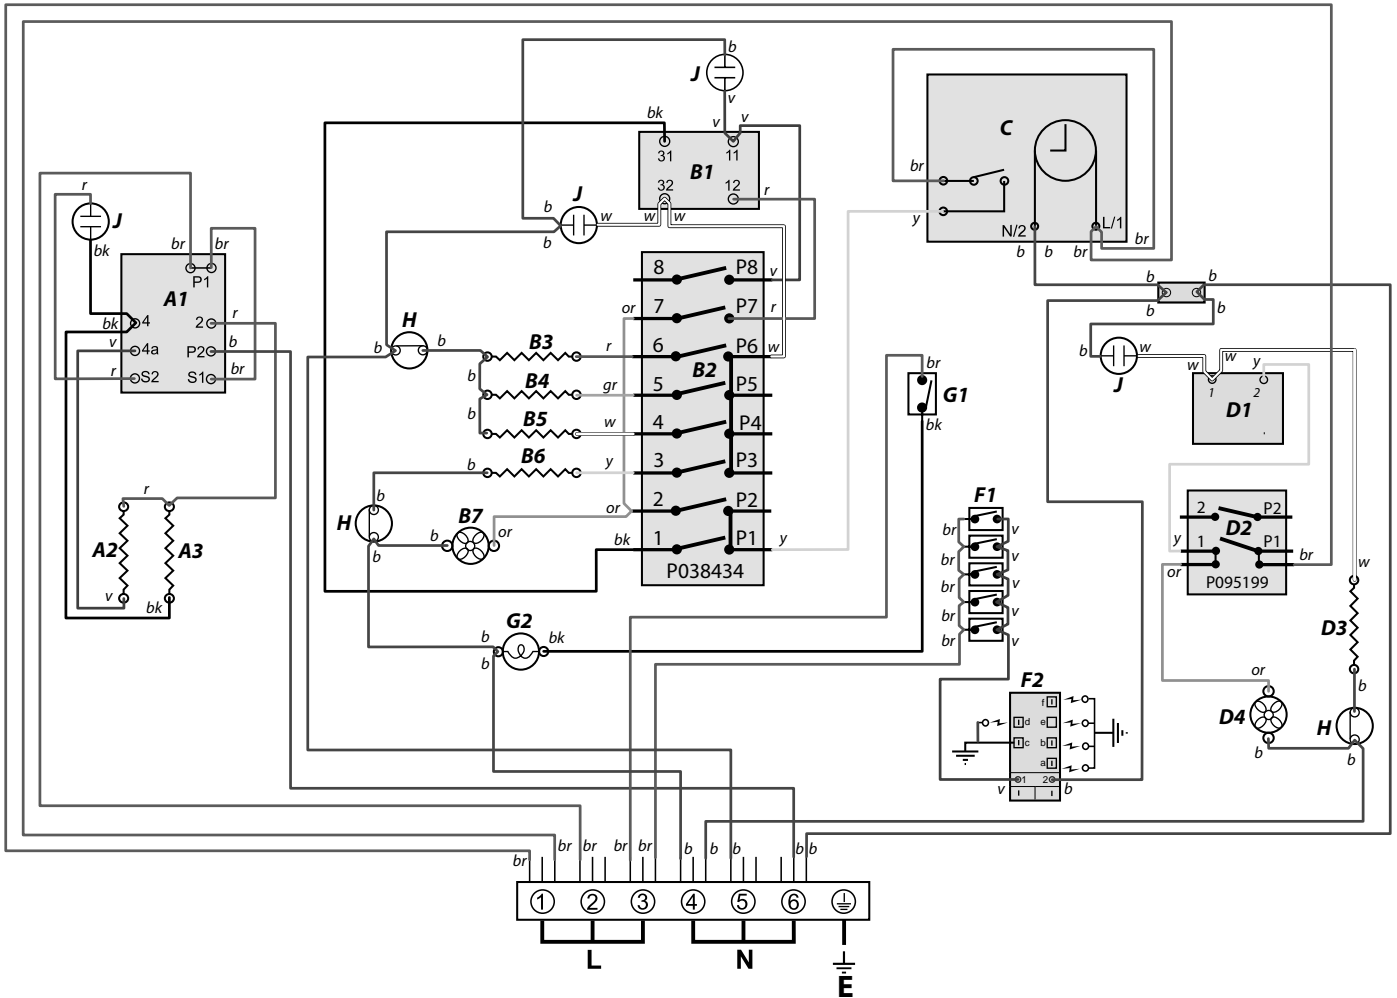 b
J
v
bk
v
v
31
11
B1
32
12
r
C
br
y
N/2
L/1
b
b
br
br
r
J
bk
br
br
P1
A1
bk
4
2
r
v
4a
P2
b
r
S2
S1
br
J
b
w
w
w
b
8
P8
v
or
7
P7
r
H
b
b
B3
r
6
P6
w
b
B4
gr
5
B2
P5
b
B5
w
4
P4
B6
b
y
3
P3
b
H
B7
b
or
or
2
P2
b
bk
1
P1
y
P038434
b
b
b
b
b
w
w
w
y
J
1
2
D1
br
G1
bk
r
A2
A3
v
bk
F1
br
v
br
v
br
v
br
v
br
v
2
P2
D2
y
1
P1
br
or
P095199
w
D3
b
G2
b
bk
b
F2
f
d
e
c
b
a
v
1
2
b
or
D4
H
b
b
br
br
br
br
br
b
b
b
b
b
1
2
3
4
5
6
L
N
E